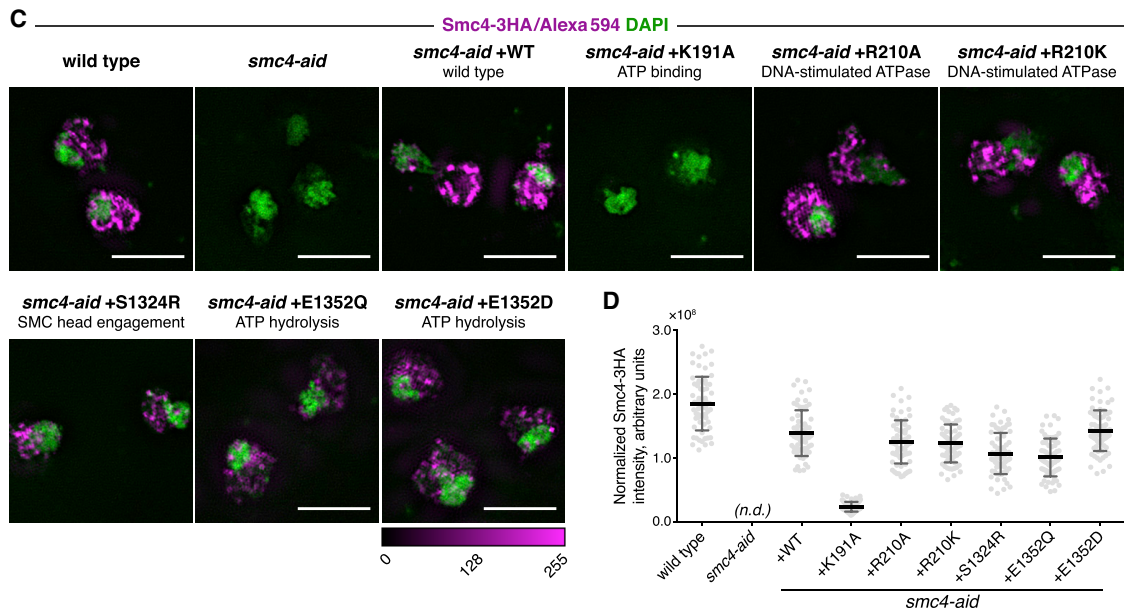 C
Smc4-3HA/Alexa 594 DAPI
wild type
smc4-aid
smc4-aid +WT
wild type
smc4-aid +K191A
ATP binding
smc4-aid +R210A
DNA-stimulated ATPase
smc4-aid +R210K
DNA-stimulated ATPase
smc4-aid +S1324R
SMC head engagement
smc4-aid +E1352Q
ATP hydrolysis
smc4-aid +E1352D
ATP hydrolysis
0
128
255
D
×10⁸
Normalized Smc4-3HA
intensity, arbitrary units
3.0
2.0
1.0
0.0
(n.d.)
wild type
smc4-aid
+WT
+K191A
+R210A
+R210K
+S1324R
+E1352Q
+E1352D
smc4-aid